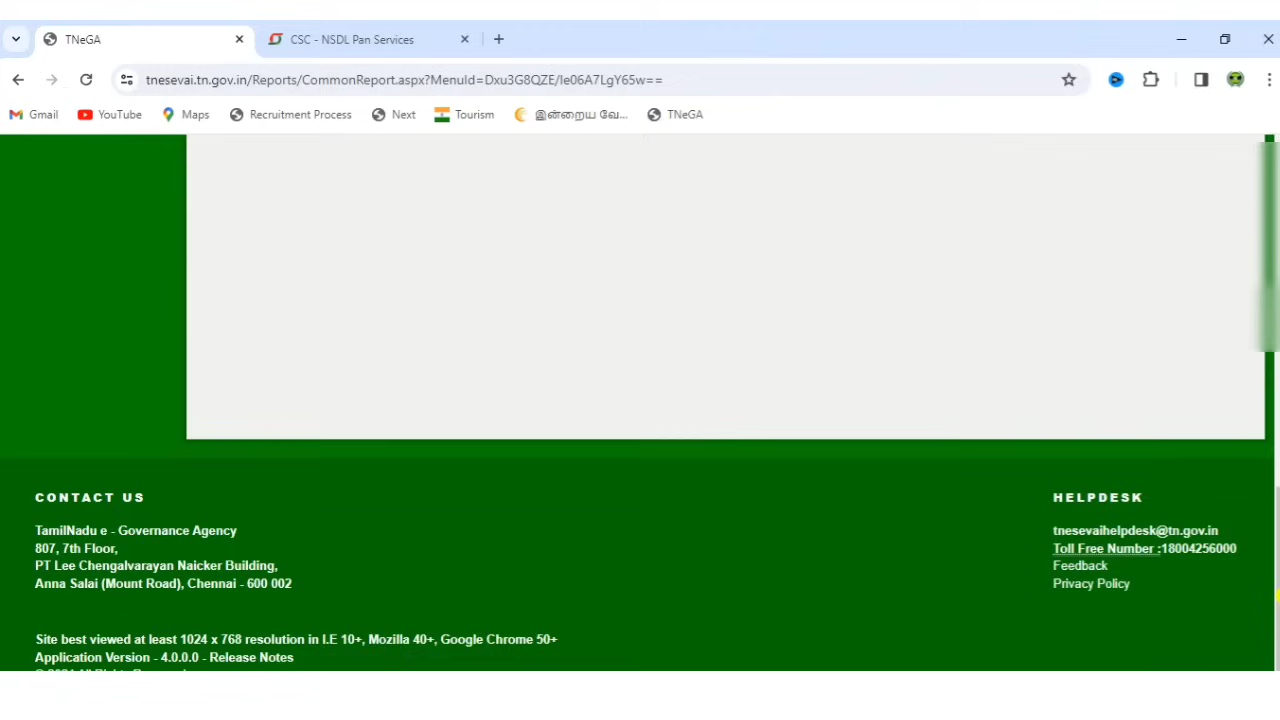 TNeGA
CSC - NSDL Pan Services
tnesevai.tn.gov.in/Reports/CommonReport.aspx?MenuId=Dxu3G8QZE/Ie06A7LgY65w==
Gmail YouTube Maps Recruitment Process Next Tourism இன்றைய வே... TNeGA
CONTACT US
TamilNadu e - Governance Agency
807, 7th Floor,
PT Lee Chengalvarayan Naicker Building,
Anna Salai (Mount Road), Chennai - 600 002
HELPDESK
tnesevaihelpdesk@tn.gov.in
Toll Free Number :18004256000
Feedback
Privacy Policy
Site best viewed at least 1024 x 768 resolution in I.E 10+, Mozilla 40+, Google Chrome 50+
Application Version - 4.0.0.0 - Release Notes